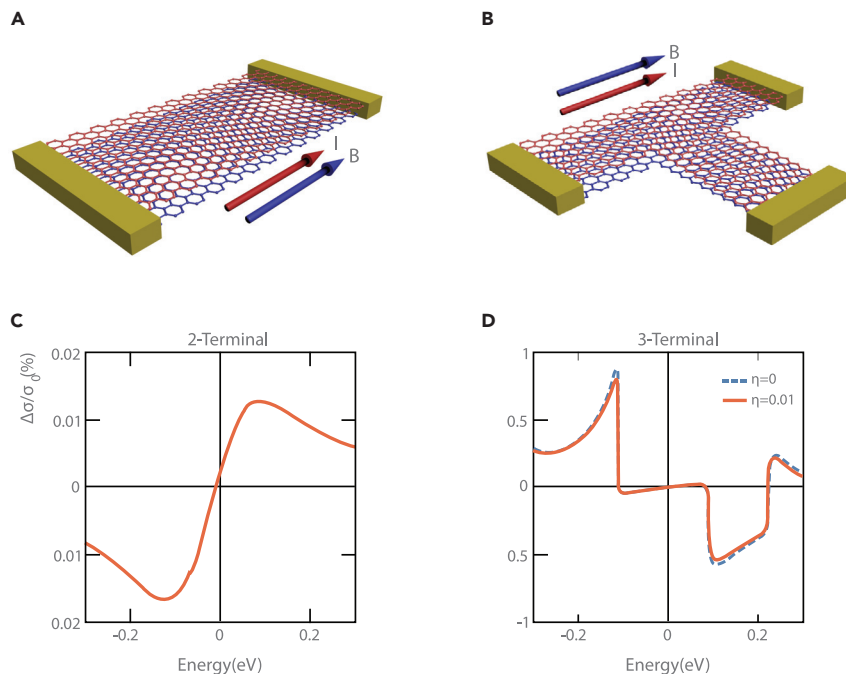 A
B
I
B
B
I
C
D
2-Terminal
3-Terminal
Δσ/σ0(%)
0.02
0.01
0
0.01
0.02
-0.2
0
0.2
Energy(eV)
1
0.5
0
0.5
-1
η=0
η=0.01
-0.2
0
0.2
Energy(eV)